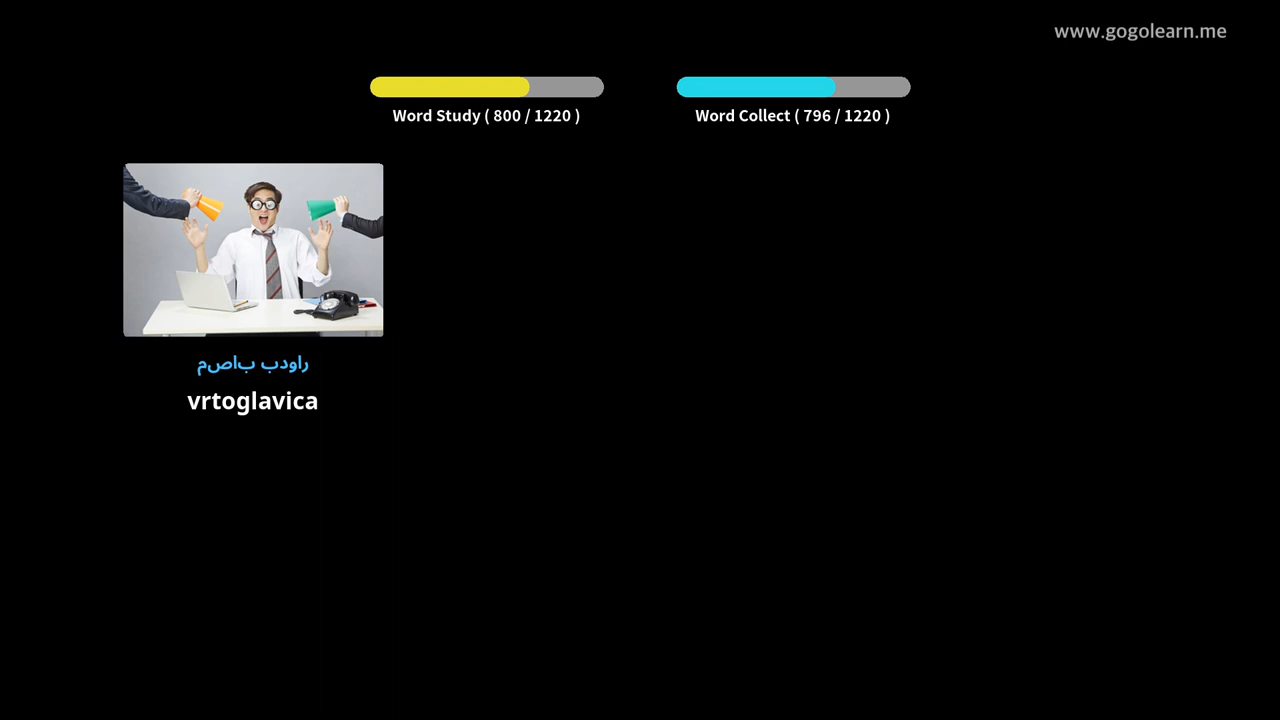 www.gogolearn.me
Word Study ( 800 / 1220 )
Word Collect ( 796 / 1220 )
راودب باصم
vrtoglavica